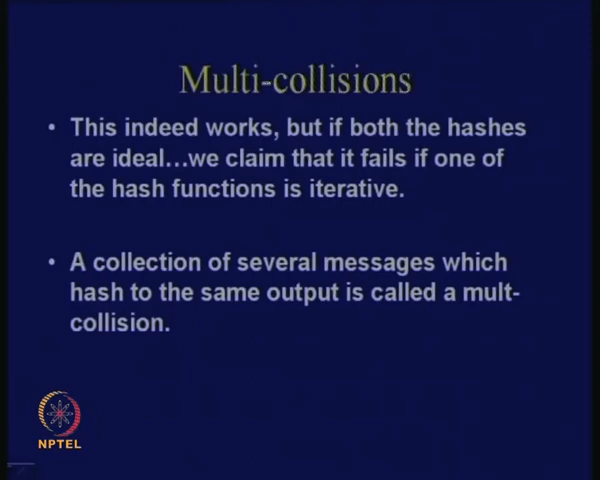 Multi-collisions
• This indeed works, but if both the hashes
are ideal...we claim that it fails if one of
the hash functions is iterative.
• A collection of several messages which
hash to the same output is called a mult-
collision.
NPTEL